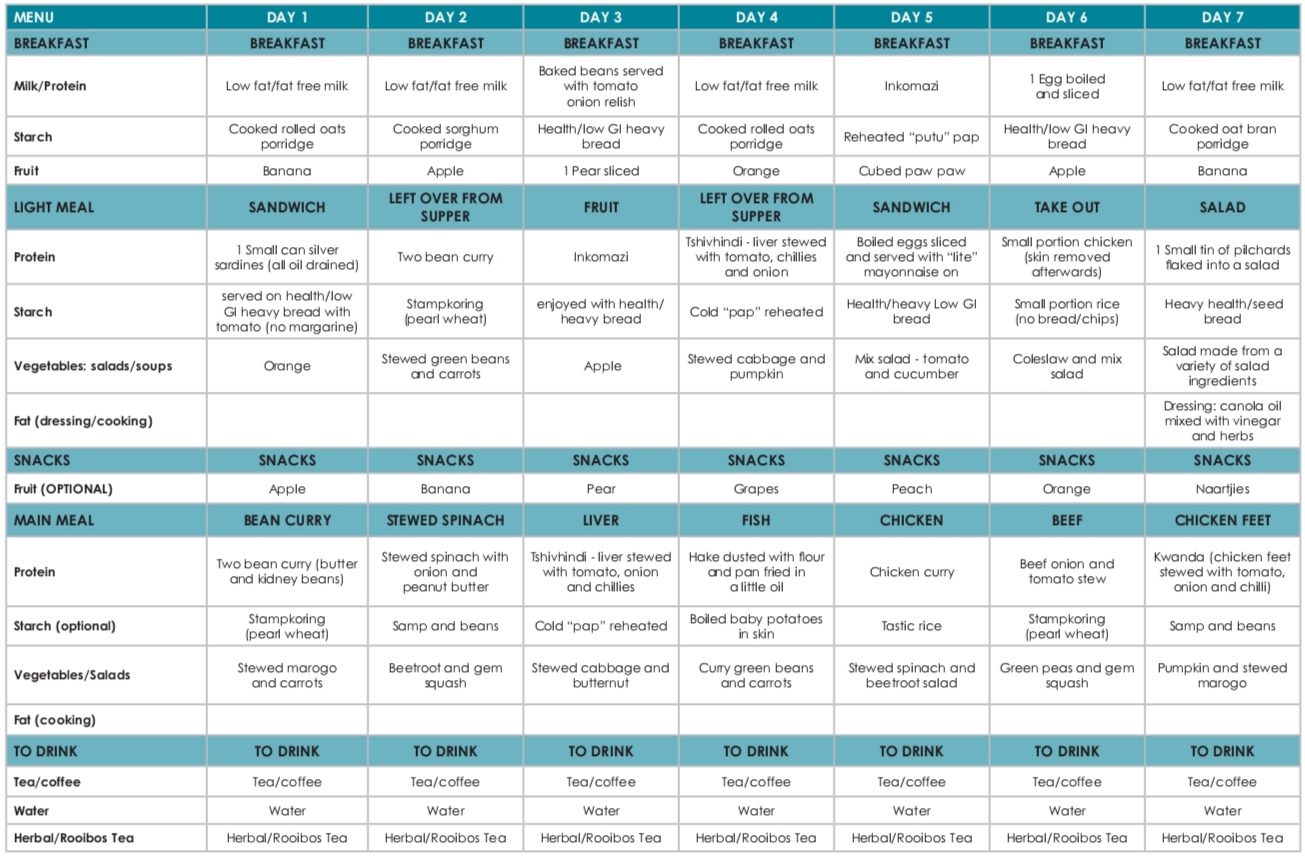 MENU DAY 1 DAY 2 DAY 3 DAY 4 DAY 5 DAY 6 DAY 7
BREAKFAST BREAKFAST BREAKFAST BREAKFAST BREAKFAST BREAKFAST BREAKFAST BREAKFAST
Milk/Protein
Low fat/fat free milk
Low fat/fat free milk
Baked beans served
with tomato
onion relish
Low fat/fat free milk
Inkomazi
1 Egg boiled
and sliced
Low fat/fat free milk
Starch
Cooked rolled oats
porridge
Cooked sorghum
porridge
Health/low GI heavy
bread
Cooked rolled oats
porridge
Reheated “putu” pap
Health/low GI heavy
bread
Cooked oat bran
porridge
Fruit
Banana
Apple
1 Pear sliced
Orange
Cubed paw paw
Apple
Banana
LIGHT MEAL
SANDWICH
LEFT OVER FROM
SUPPER
FRUIT
LEFT OVER FROM
SUPPER
SANDWICH
TAKE OUT
SALAD
Protein
1 Small can silver
sardines (all oil drained)
Two bean curry
Inkomazi
Tshivhindi - liver stewed
with tomato, chillies
and onion
Boiled eggs sliced
and served with “lite”
mayonnaise on
Small portion chicken
(skin removed
afterwards)
1 Small tin of pilchards
flaked into a salad
Starch
served on health/low
GI heavy bread with
tomato (no margarine)
Stampkoring
(pearl wheat)
enjoyed with health/
heavy bread
Cold “pap” reheated
Health/heavy Low GI
bread
Small portion rice
(no bread/chips)
Heavy health/seed
bread
Vegetables: salads/soups
Orange
Stewed green beans
and carrots
Apple
Stewed cabbage and
pumpkin
Mix salad - tomato
and cucumber
Coleslaw and mix
salad
Salad made from a
variety of salad
ingredients
Fat (dressing/cooking)
Dressing: canola oil
mixed with vinegar
and herbs
SNACKS SNACKS SNACKS SNACKS SNACKS SNACKS SNACKS SNACKS
Fruit (OPTIONAL)
Apple
Banana
Pear
Grapes
Peach
Orange
Naartjies
MAIN MEAL
BEAN CURRY
STEWED SPINACH
LIVER
FISH
CHICKEN
BEEF
CHICKEN FEET
Protein
Two bean curry (butter
and kidney beans)
Stewed spinach with
onion and
peanut butter
Tshivhindi - liver stewed
with tomato, onion
and chillies
Hake dusted with flour
and pan fried in
a little oil
Chicken curry
Beef onion and
tomato stew
Kwanda (chicken feet
stewed with tomato,
onion and chilli)
Starch (optional)
Stampkoring
(pearl wheat)
Samp and beans
Cold “pap” reheated
Boiled baby potatoes
in skin
Tastic rice
Stampkoring
(pearl wheat)
Samp and beans
Vegetables/Salads
Stewed marogo
and carrots
Beetroot and gem
squash
Stewed cabbage and
butternut
Curry green beans
and carrots
Stewed spinach and
beetroot salad
Green peas and gem
squash
Pumpkin and stewed
marogo
Fat (cooking)
TO DRINK TO DRINK TO DRINK TO DRINK TO DRINK TO DRINK TO DRINK TO DRINK
Tea/coffee Tea/coffee Tea/coffee Tea/coffee Tea/coffee Tea/coffee Tea/coffee Tea/coffee
Water Water Water Water Water Water Water Water
Herbal/Rooibos Tea Herbal/Rooibos Tea Herbal/Rooibos Tea Herbal/Rooibos Tea Herbal/Rooibos Tea Herbal/Rooibos Tea Herbal/Rooibos Tea Herbal/Rooibos Tea